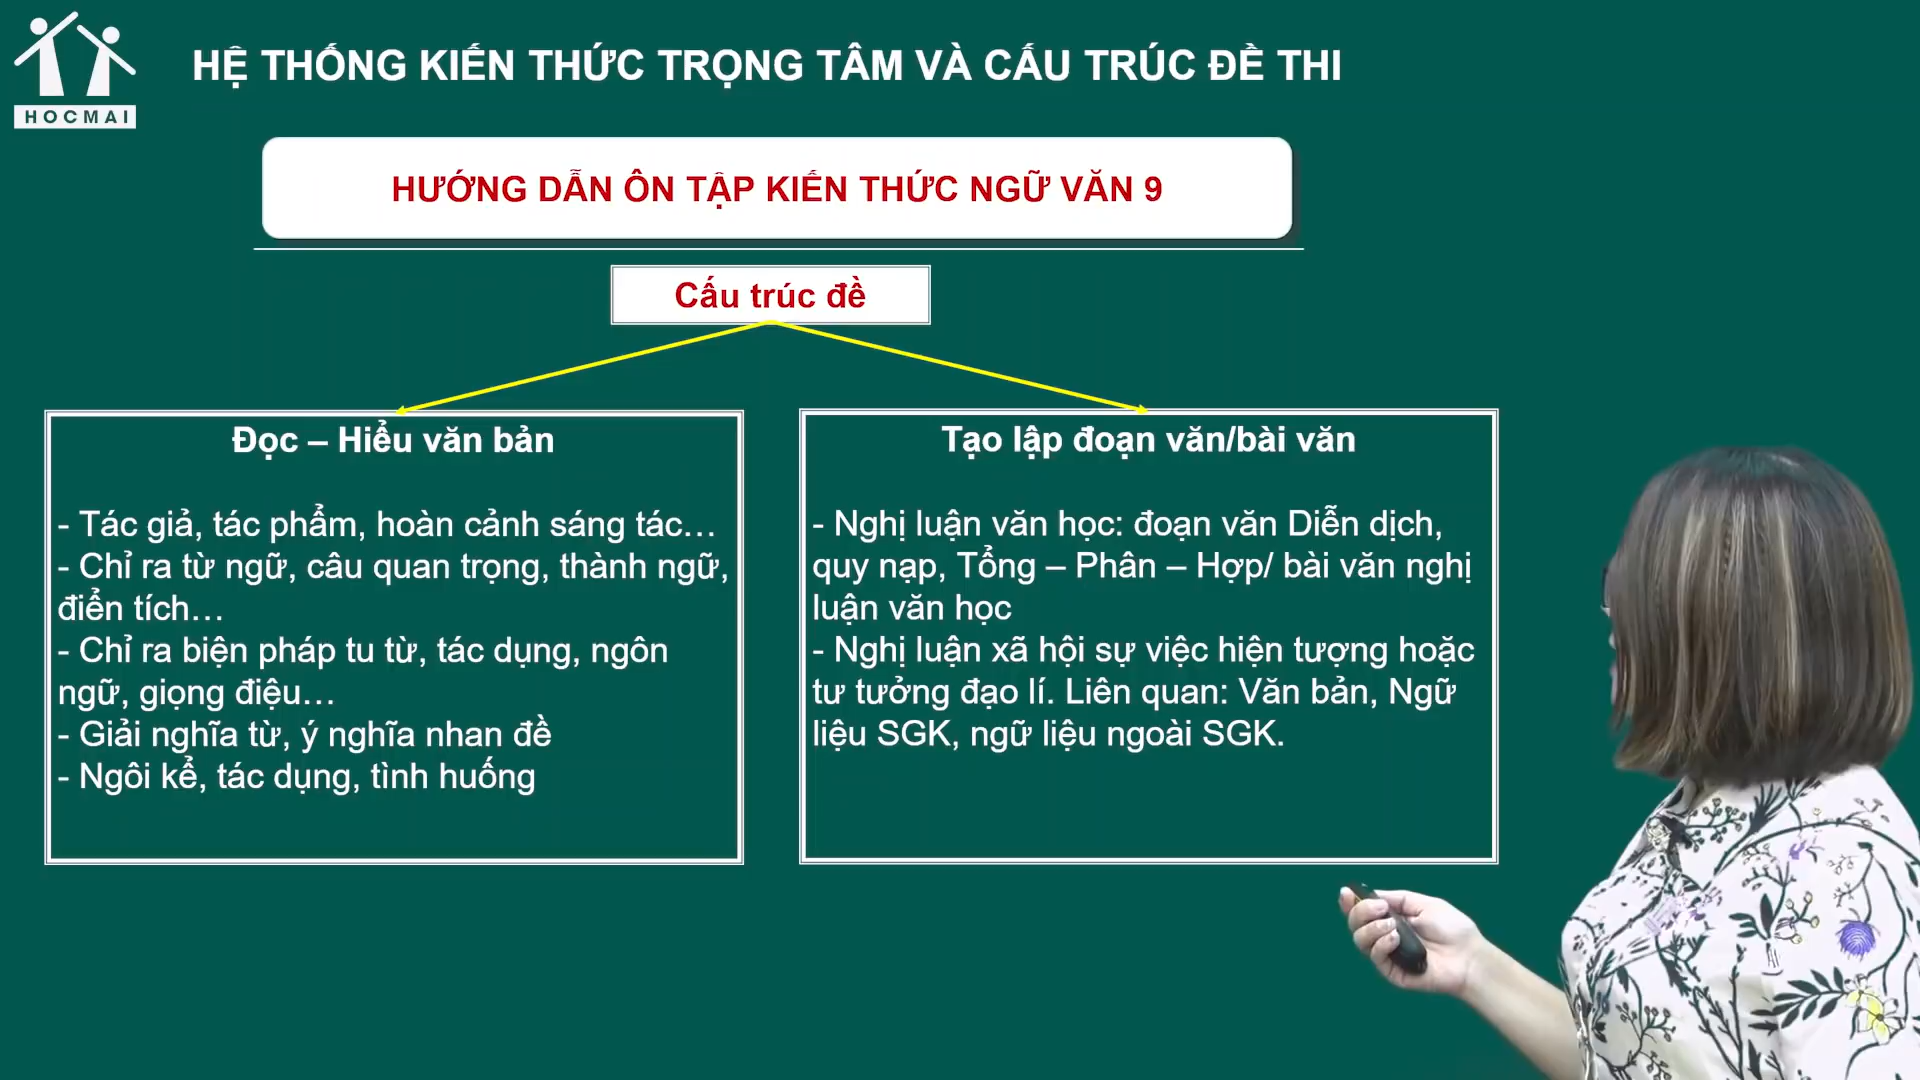 HOCMAI
HỆ THỐNG KIẾN THỨC TRỌNG TÂM VÀ CẤU TRÚC ĐỀ THI
HƯỚNG DẪN ÔN TẬP KIẾN THỨC NGỮ VĂN 9
Cấu trúc đề
Đọc – Hiểu văn bản
- Tác giả, tác phẩm, hoàn cảnh sáng tác…
- Chỉ ra từ ngữ, câu quan trọng, thành ngữ,
điển tích…
- Chỉ ra biện pháp tu từ, tác dụng, ngôn
ngữ, giọng điệu…
- Giải nghĩa từ, ý nghĩa nhan đề
- Ngôi kể, tác dụng, tình huống
Tạo lập đoạn văn/bài văn
- Nghị luận văn học: đoạn văn Diễn dịch,
quy nạp, Tổng – Phân – Hợp/ bài văn nghị
luận văn học
- Nghị luận xã hội sự việc hiện tượng hoặc
tư tưởng đạo lí. Liên quan: Văn bản, Ngữ
liệu SGK, ngữ liệu ngoài SGK.